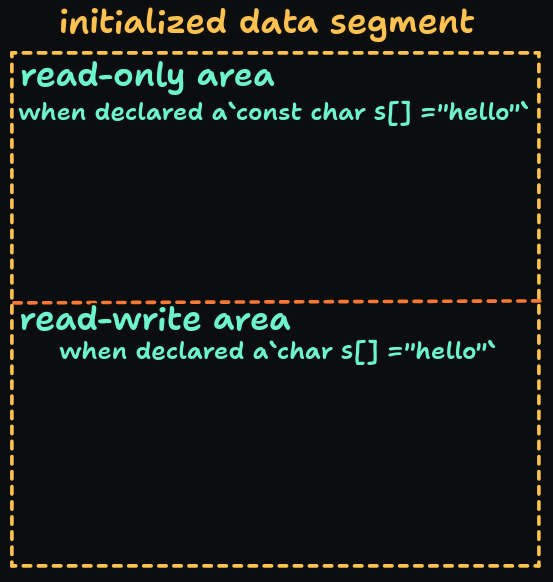 initialized data segment
read-only area
when declared a`const char s[] ="hello"`
read-write area
when declared a`char s[] ="hello"`